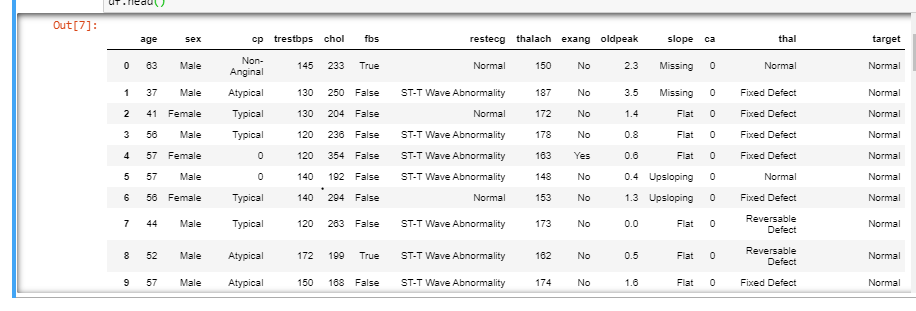 df.head()
Out[7]:
age sex cp trestbps chol fbs restecg thalach exang oldpeak slope ca thal target
0 63 Male Non-Anginal 145 233 True Normal 150 No 2.3 Missing 0 Normal Normal
1 37 Male Atypical 130 250 False ST-T Wave Abnormality 187 No 3.5 Missing 0 Fixed Defect Normal
2 41 Female Typical 130 204 False Normal 172 No 1.4 Flat 0 Fixed Defect Normal
3 56 Male Typical 120 236 False ST-T Wave Abnormality 178 No 0.8 Flat 0 Fixed Defect Normal
4 57 Female 0 120 354 False ST-T Wave Abnormality 163 Yes 0.6 Flat 0 Fixed Defect Normal
5 57 Male 0 140 192 False ST-T Wave Abnormality 148 No 0.4 Upsloping 0 Normal Normal
6 56 Female Typical 140 294 False Normal 153 No 1.3 Upsloping 0 Fixed Defect Normal
7 44 Male Typical 120 263 False ST-T Wave Abnormality 173 No 0.0 Flat 0 Reversable Defect Normal
8 52 Male Atypical 172 199 True ST-T Wave Abnormality 162 No 0.5 Flat 0 Reversable Defect Normal
9 57 Male Atypical 150 168 False ST-T Wave Abnormality 174 No 1.6 Flat 0 Fixed Defect Normal